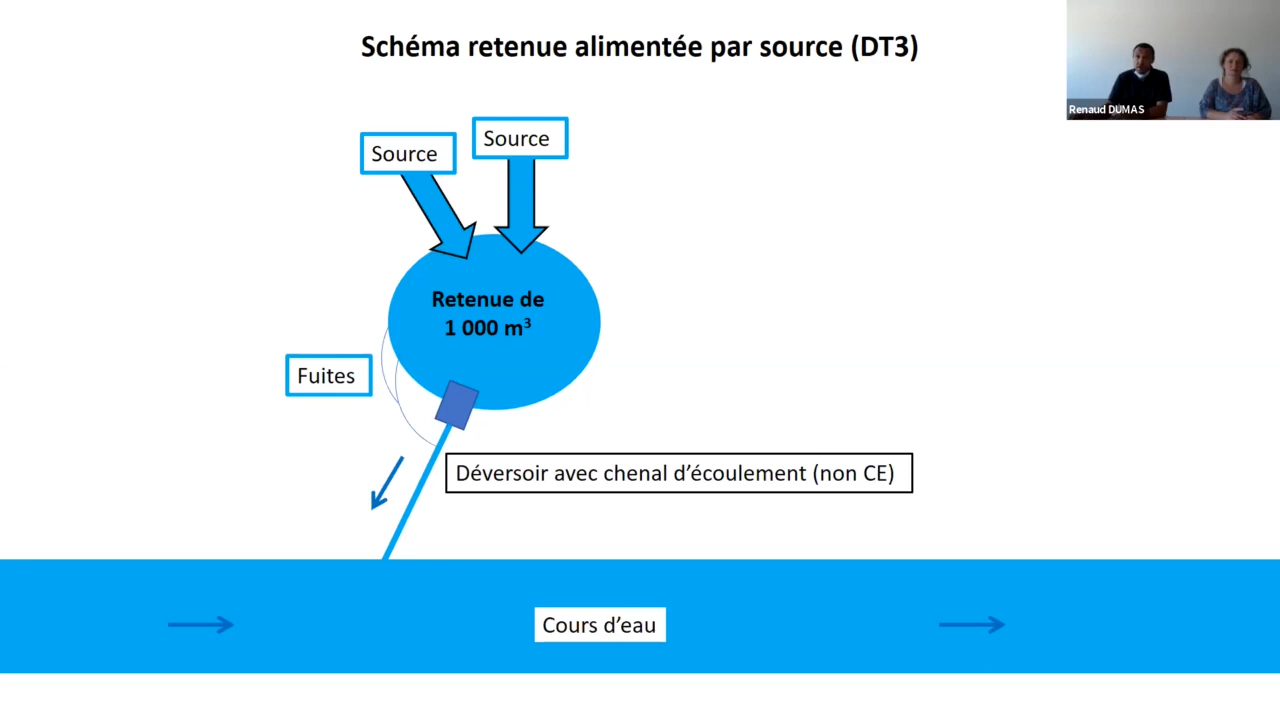 Schéma retenue alimentée par source (DT3)
Renaud DUMAS
Source
Source
Retenue de
1 000 m³
Fuites
Déversoir avec chenal d’écoulement (non CE)
Cours d’eau